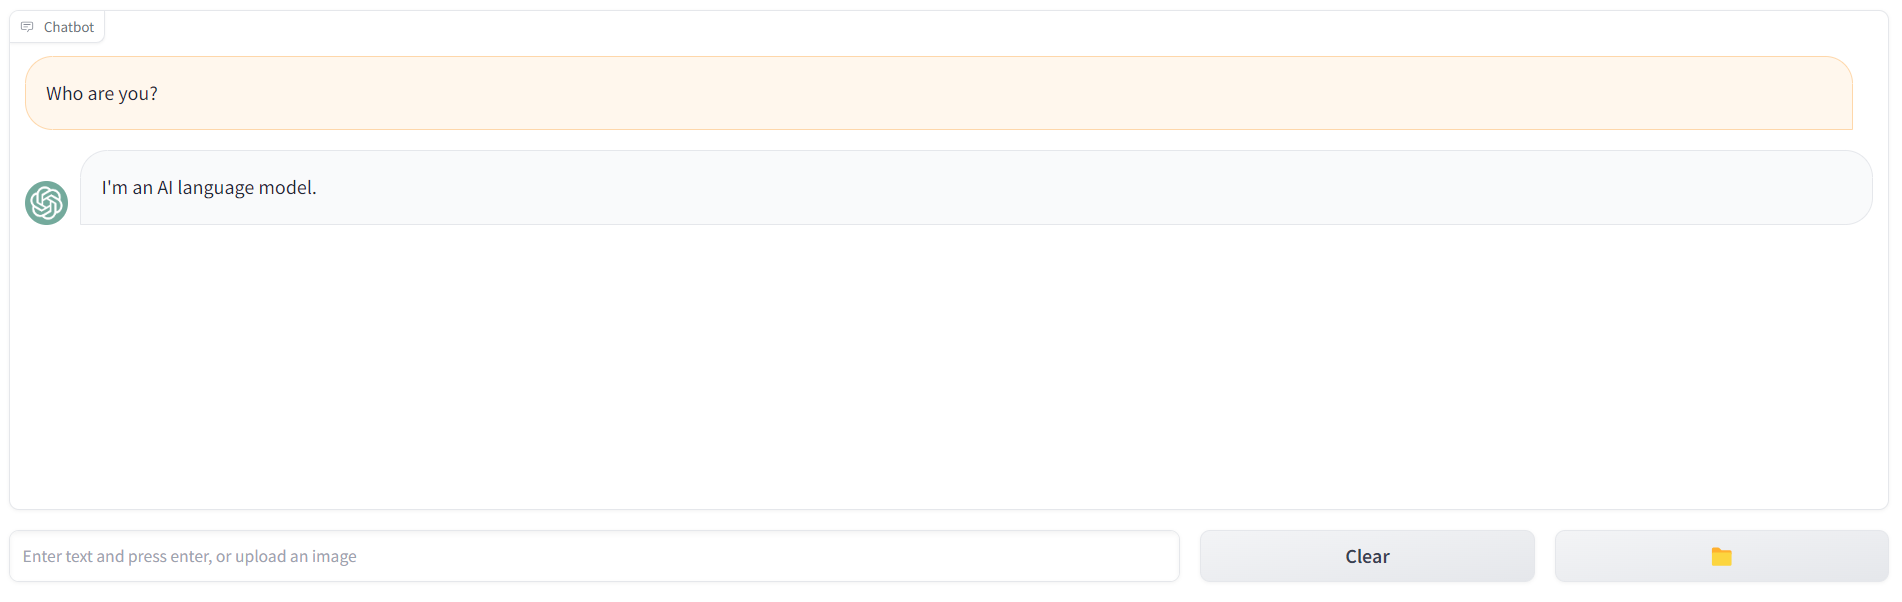 Chatbot
Who are you?
I'm an AI language model.
Enter text and press enter, or upload an image
Clear